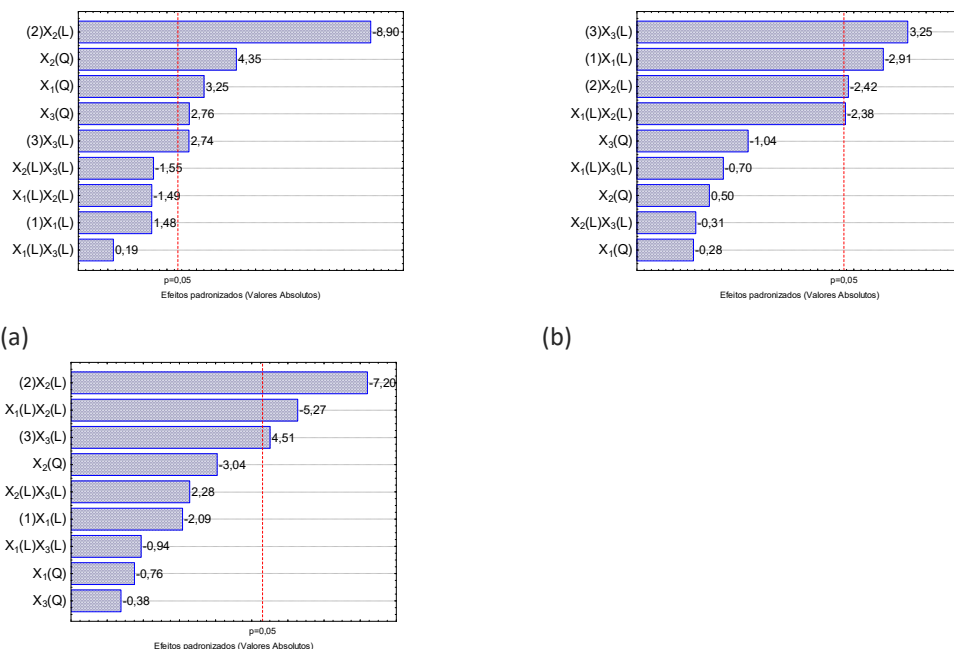 (2)X₂(L) -8,90
X₂(Q) 4,35
X₁(Q) 3,25
X₃(Q) 2,76
(3)X₃(L) 2,74
X₂(L)X₃(L) -1,55
X₁(L)X₂(L) -1,49
(1)X₁(L) 1,48
X₁(L)X₃(L) 0,19
p=0,05
Efeitos padronizados (Valores Absolutos)
(a)
(3)X₃(L) 3,25
(1)X₁(L) -2,91
(2)X₂(L) -2,42
X₁(L)X₂(L) -2,38
X₃(Q) -1,04
X₁(L)X₃(L) -0,70
X₂(Q) 0,50
X₂(L)X₃(L) -0,31
X₁(Q) -0,28
p=0,05
Efeitos padronizados (Valores Absolutos)
(b)
(2)X₂(L) -7,20
X₁(L)X₂(L) -5,27
(3)X₃(L) 4,51
X₂(Q) -3,04
X₂(L)X₃(L) 2,28
(1)X₁(L) -2,09
X₁(L)X₃(L) -0,94
X₁(Q) -0,76
X₃(Q) -0,38
p=0,05
Efeitos padronizados (Valores Absolutos)